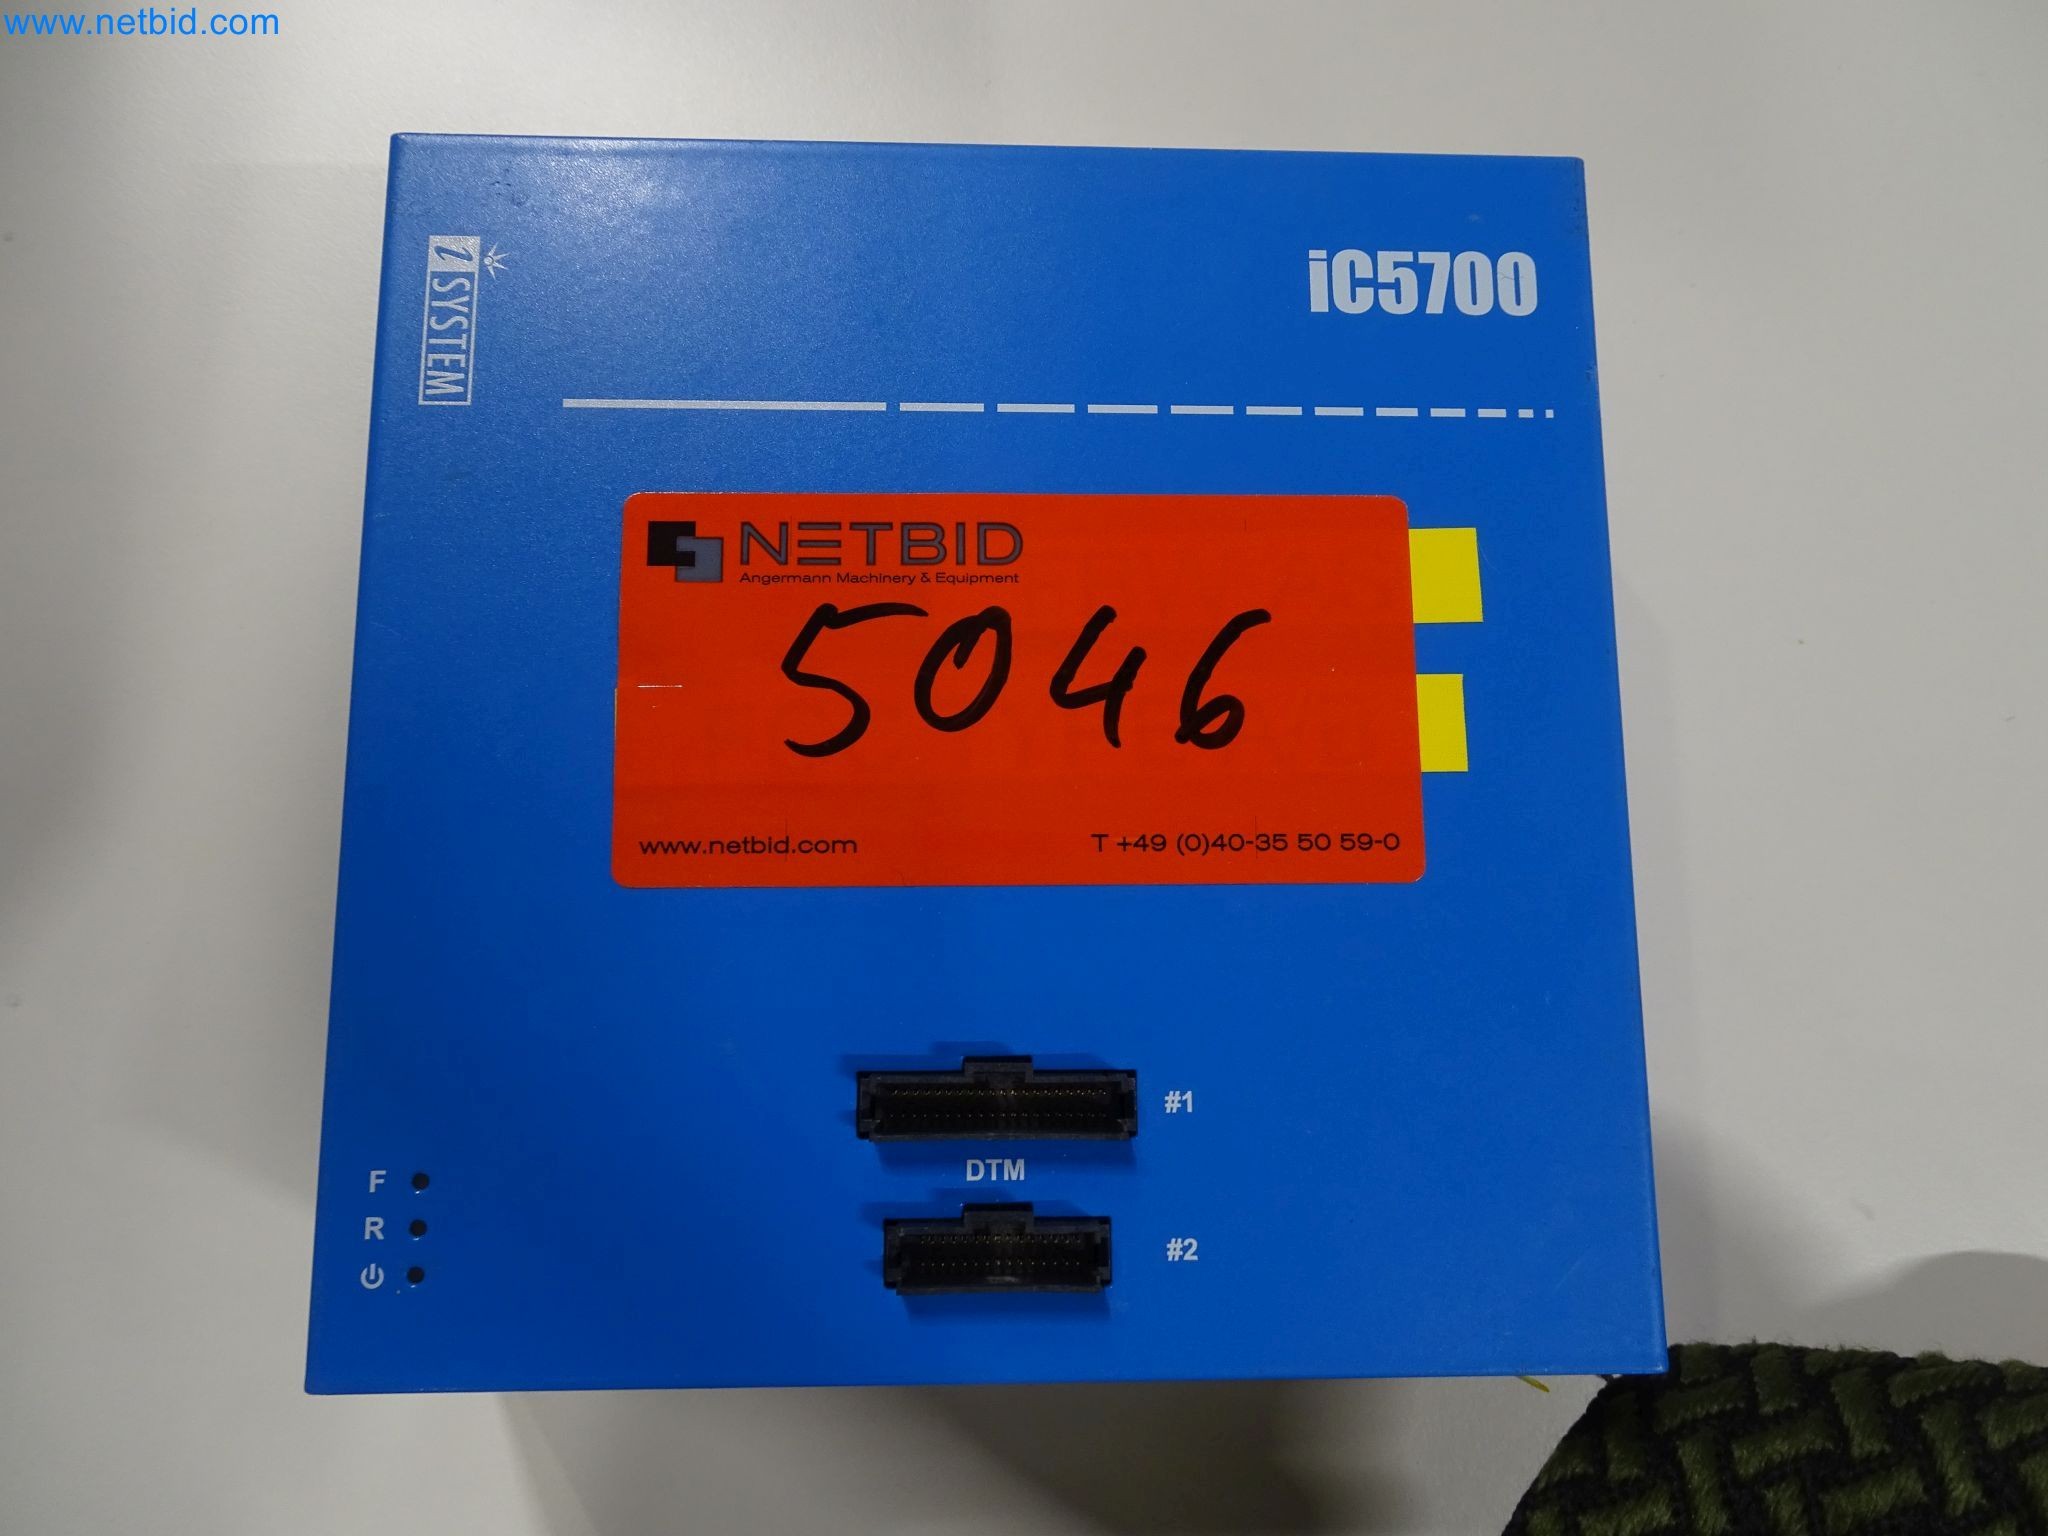 www.netbid.com
i SYSTEM
iC5700
NETBID
Angermann Machinery & Equipment
5046
www.netbid.com
T +49 (0)40-35 50 59-0
#1
DTM
F
R
#2